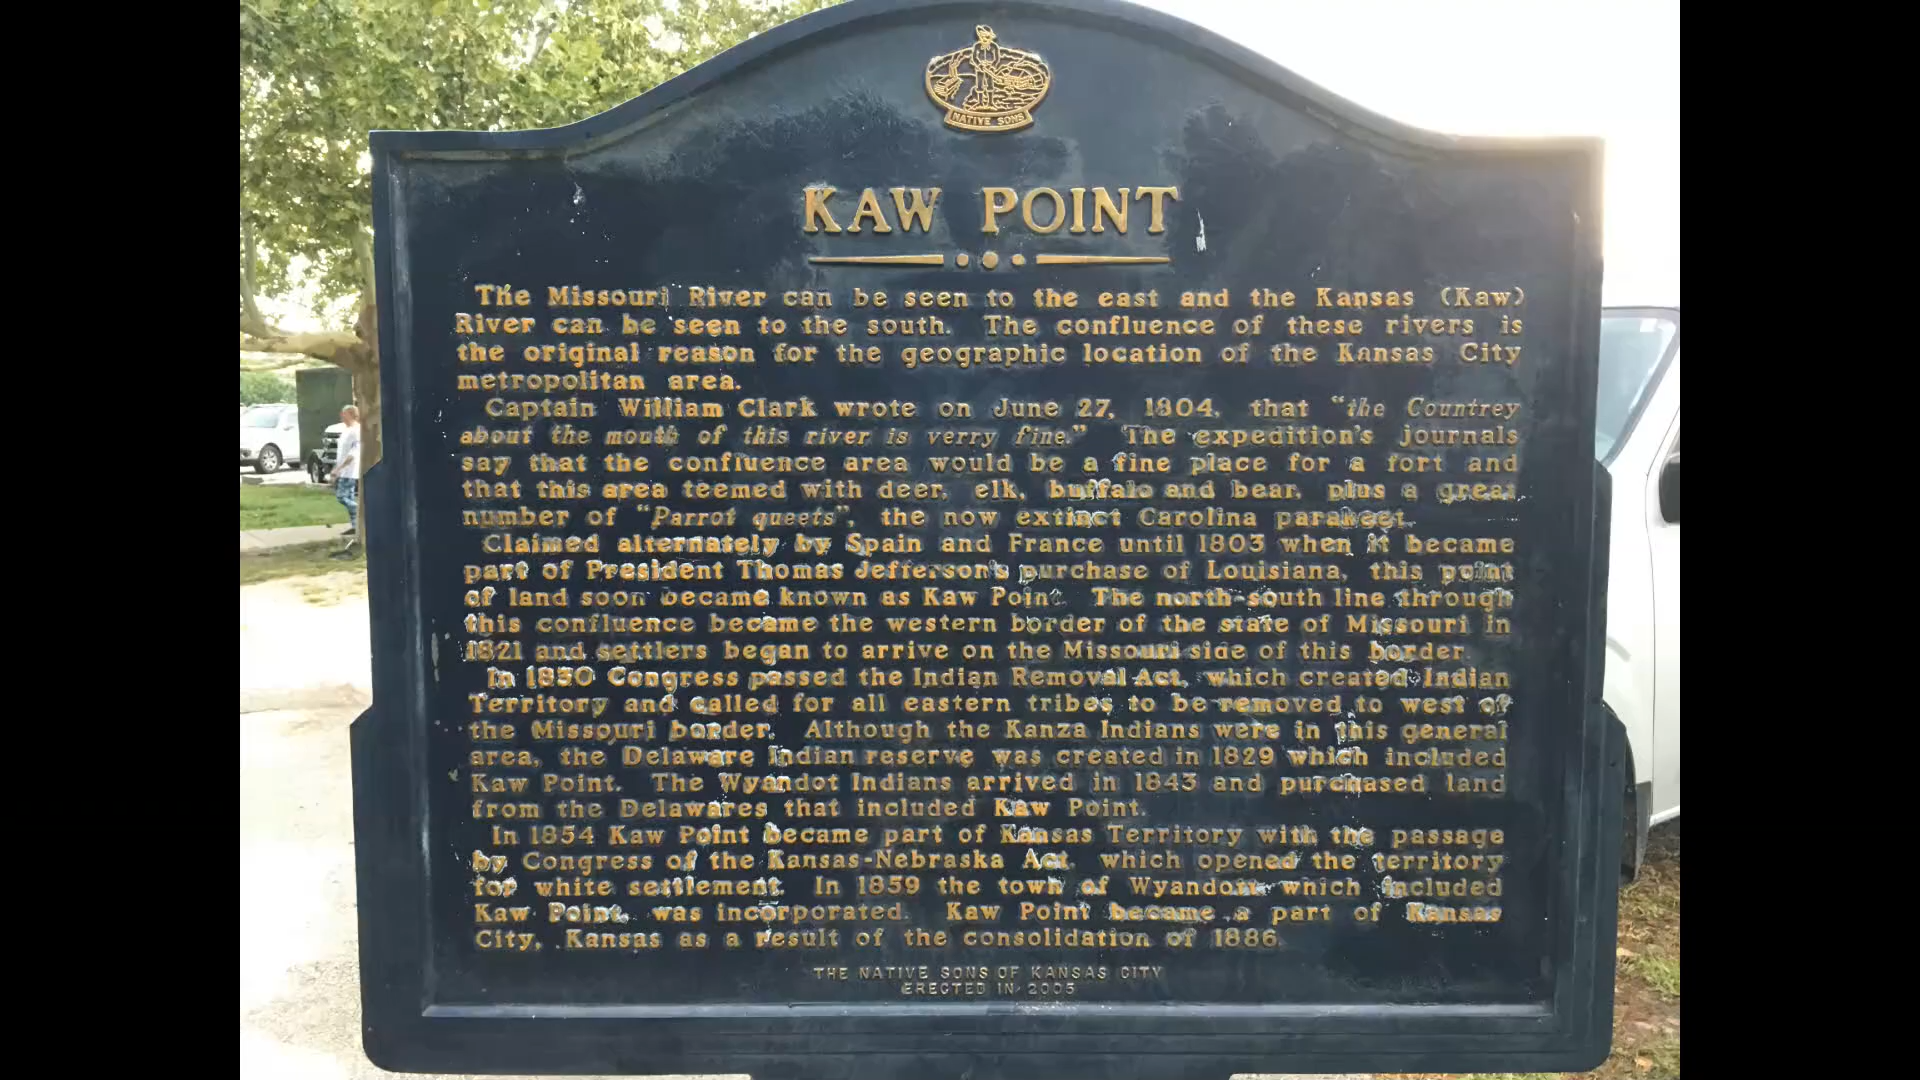 NATIVE SONS
KAW POINT
The Missouri River can be seen to the east and the Kansas (Kaw)
River can be seen to the south. The confluence of these rivers is
the original reason for the geographic location of the Kansas City
metropolitan area.
Captain William Clark wrote on June 27, 1804, that "the Countrey
about the mouth of this river is verry fine." The expedition's journals
say that the confluence area would be a fine place for a fort and
that this area teemed with deer, elk, buffalo and bear, plus a great
number of "Parrot queets", the now extinct Carolina parakeet.
Claimed alternately by Spain and France until 1803 when it became
part of President Thomas Jefferson's purchase of Louisiana, this point
of land soon became known as Kaw Point. The north-south line through
this confluence became the western border of the state of Missouri in
1821 and settlers began to arrive on the Missouri side of this border.
In 1830 Congress passed the Indian Removal Act, which created Indian
Territory and called for all eastern tribes to be removed to west of
the Missouri border. Although the Kanza Indians were in this general
area, the Delaware Indian reserve was created in 1829 which included
Kaw Point. The Wyandot Indians arrived in 1843 and purchased land
from the Delawares that included Kaw Point.
In 1854 Kaw Point became part of Kansas Territory with the passage
by Congress of the Kansas-Nebraska Act, which opened the territory
for white settlement. In 1859 the town of Wyandott, which included
Kaw Point, was incorporated. Kaw Point became a part of Kansas
City, Kansas as a result of the consolidation of 1886.
THE NATIVE SONS OF KANSAS CITY
ERECTED IN 2005